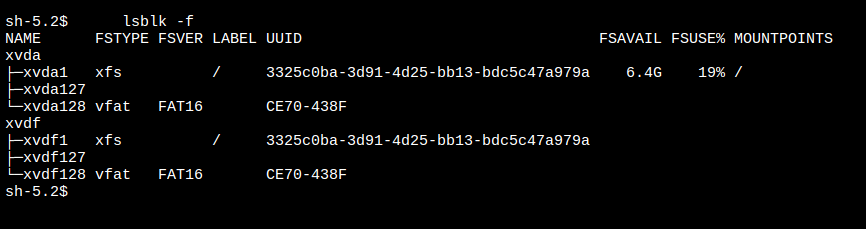 sh-5.2$      lsblk -f
NAME      FSTYPE FSVER LABEL UUID                                 FSAVAIL FSUSE% MOUNTPOINTS
xvda
├─xvda1   xfs          /     3325c0ba-3d91-4d25-bb13-bdc5c47a979a    6.4G    19% /
├─xvda127
└─xvda128 vfat   FAT16       CE70-438F
xvdf
├─xvdf1   xfs          /     3325c0ba-3d91-4d25-bb13-bdc5c47a979a
├─xvdf127
└─xvdf128 vfat   FAT16       CE70-438F
sh-5.2$